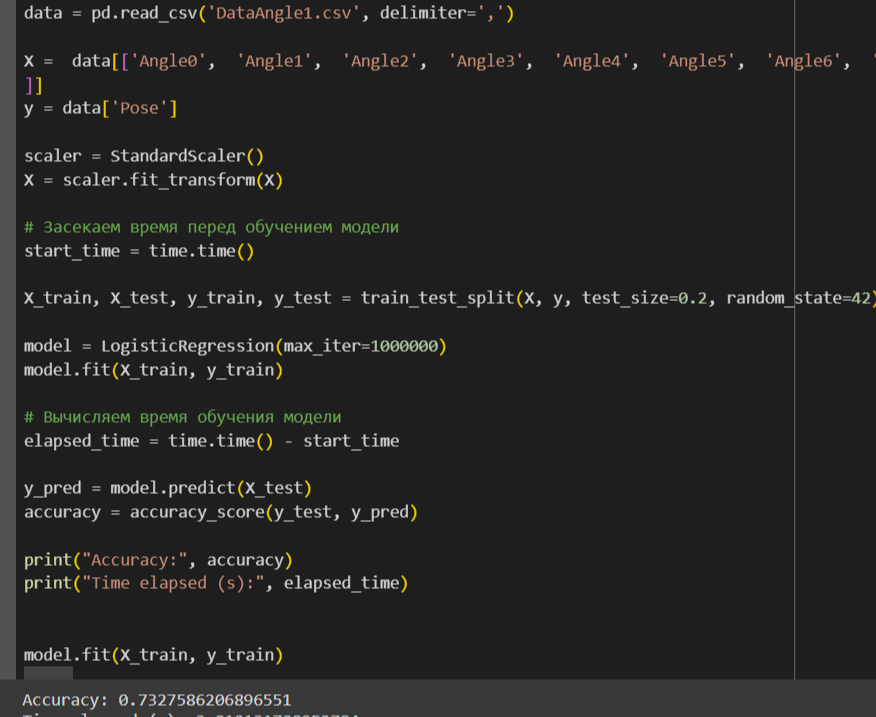 data = pd.read_csv('DataAngle1.csv', delimiter=',')
X =  data[['Angle0',  'Angle1',  'Angle2',  'Angle3',  'Angle4',  'Angle5',  'Angle6',  '
]]
y = data['Pose']
scaler = StandardScaler()
X = scaler.fit_transform(X)
# Засекаем время перед обучением модели
start_time = time.time()
X_train, X_test, y_train, y_test = train_test_split(X, y, test_size=0.2, random_state=42)
model = LogisticRegression(max_iter=1000000)
model.fit(X_train, y_train)
# Вычисляем время обучения модели
elapsed_time = time.time() - start_time
y_pred = model.predict(X_test)
accuracy = accuracy_score(y_test, y_pred)
print("Accuracy:", accuracy)
print("Time elapsed (s):", elapsed_time)
model.fit(X_train, y_train)
Accuracy: 0.7327586206896551